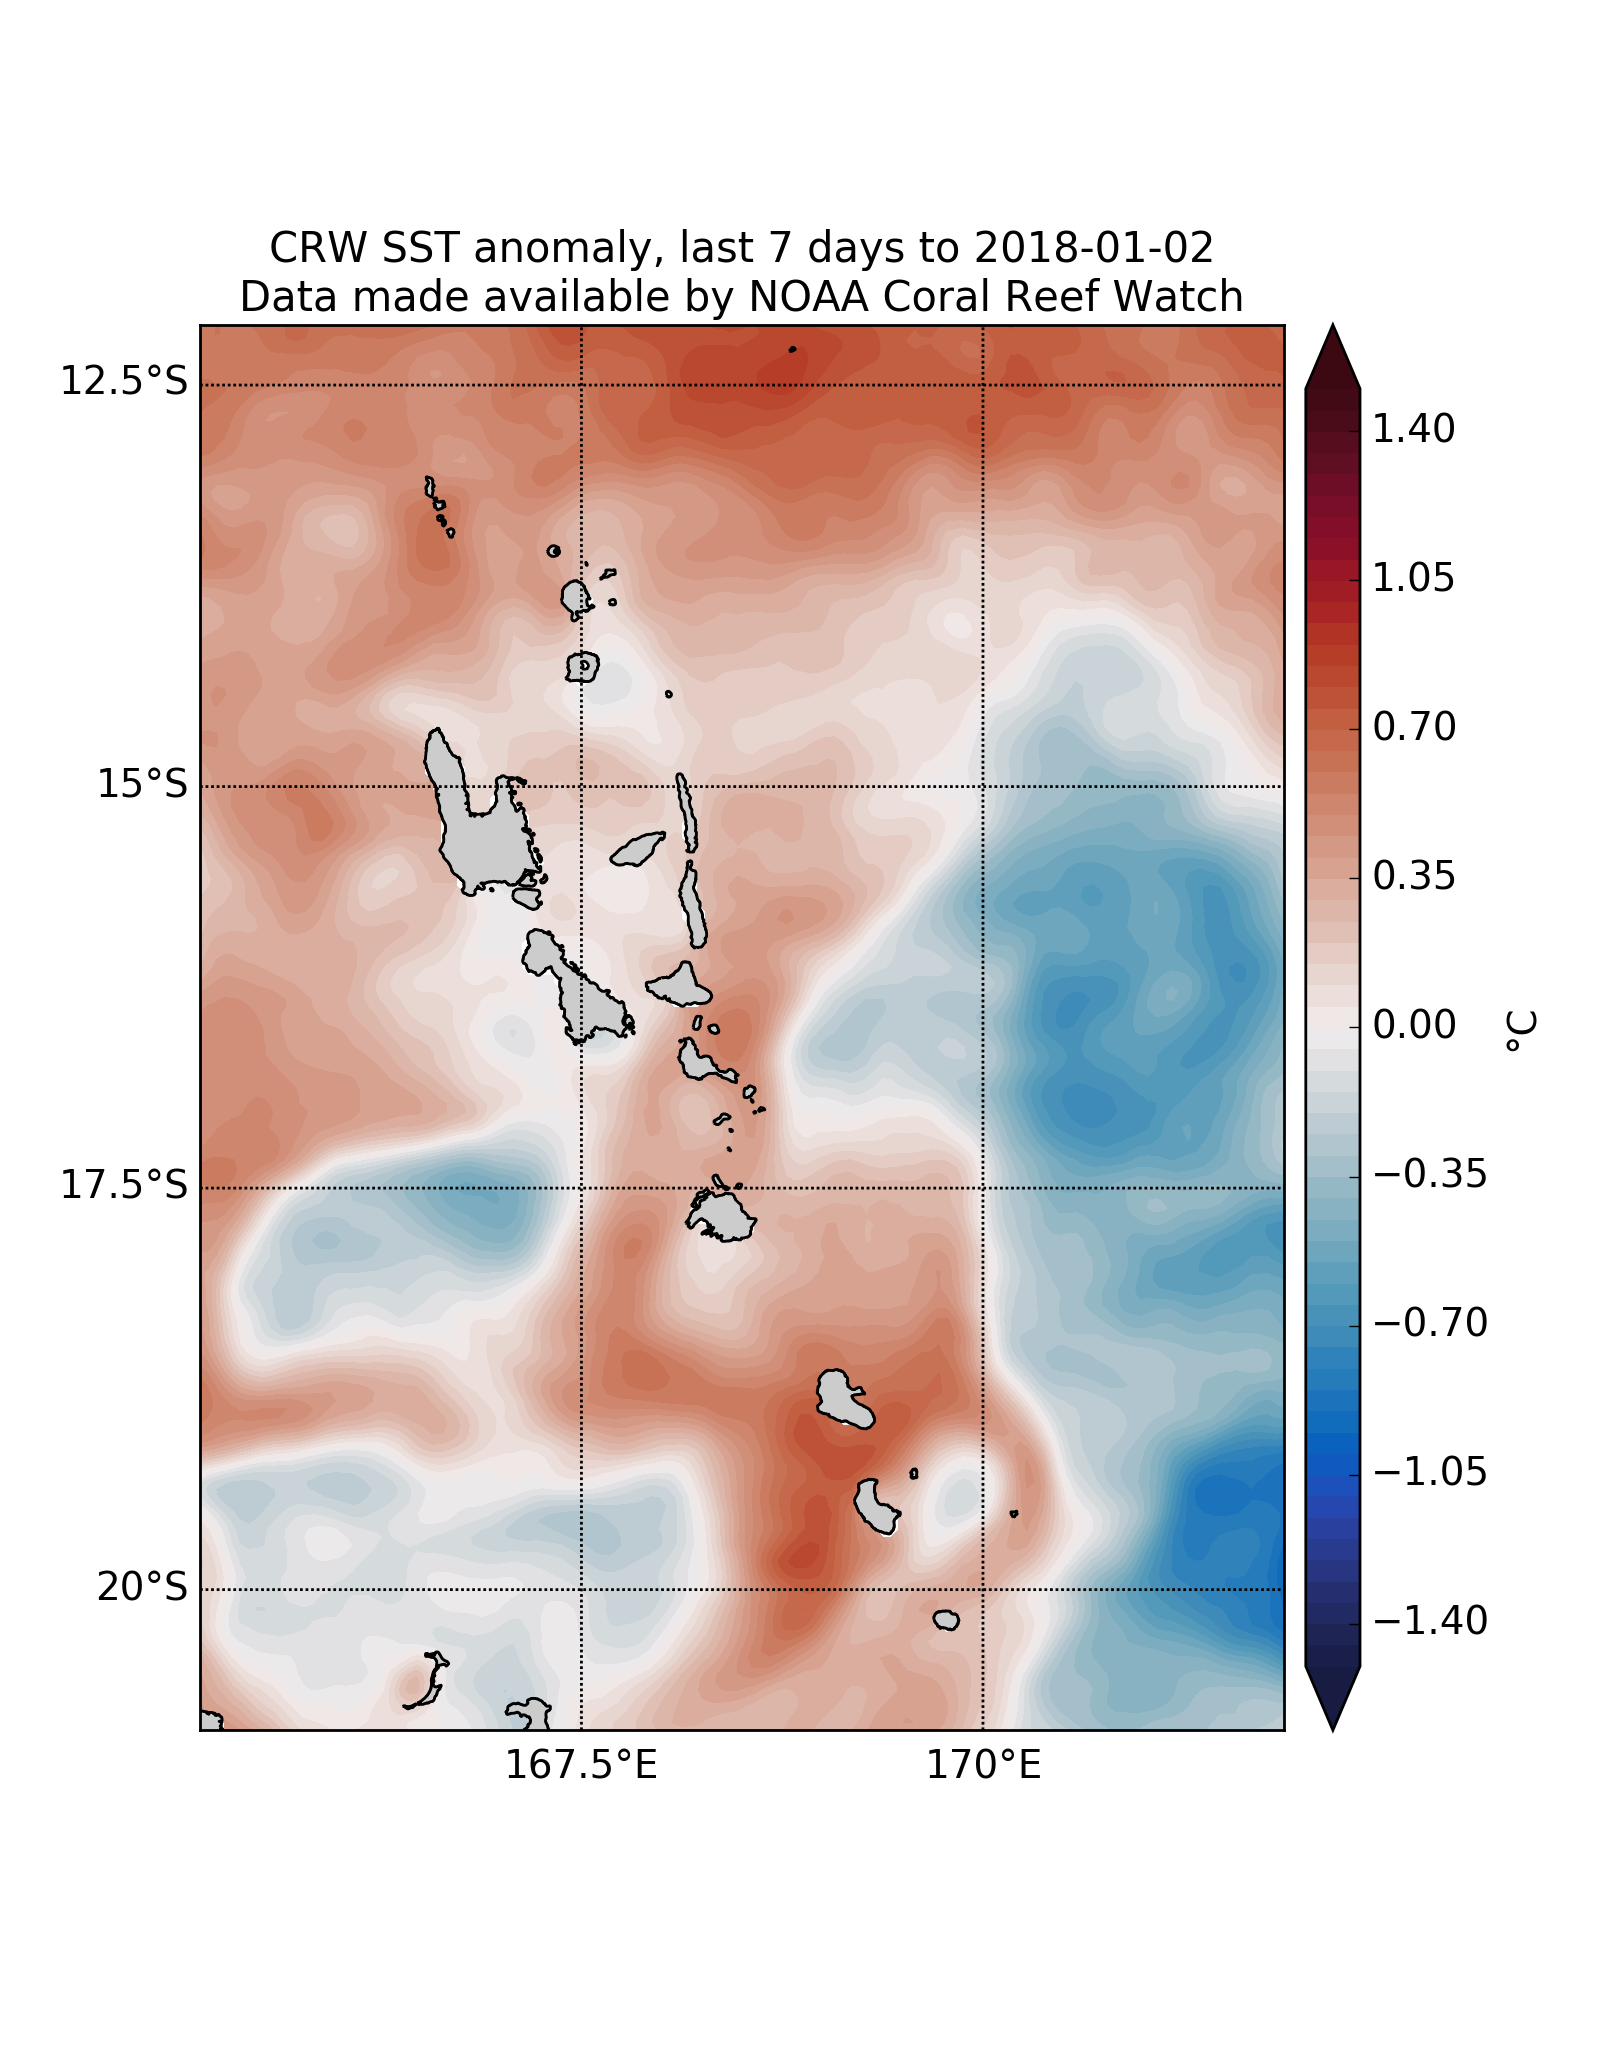 CRW SST anomaly, last 7 days to 2018-01-02
Data made available by NOAA Coral Reef Watch
12.5°S
15°S
17.5°S
20°S
167.5°E
170°E
1.40
1.05
0.70
0.35
0.00
−0.35
−0.70
−1.05
−1.40
°C